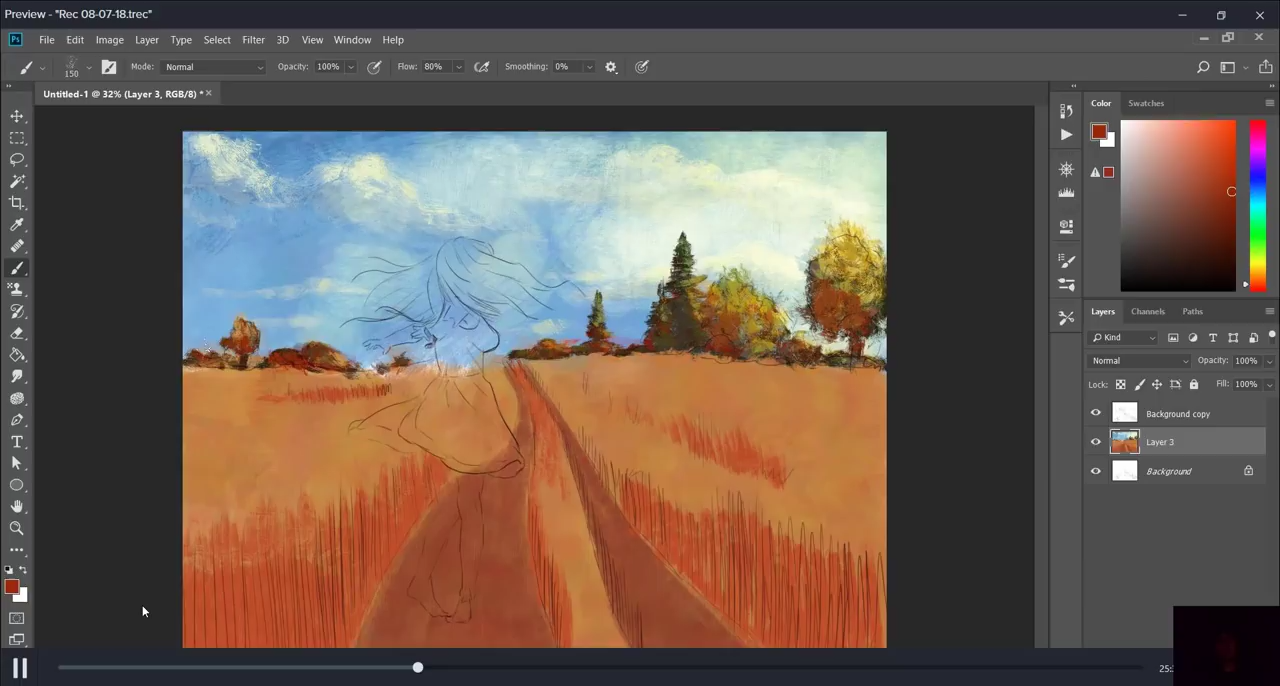 Preview - "Rec 08-07-18.trec"
Ps File Edit Image Layer Type Select Filter 3D View Window Help
150 Mode: Normal Opacity: 100% Flow: 80% Smoothing: 0%
Untitled-1 @ 32% (Layer 3, RGB/8) *
Color Swatches
Layers Channels Paths
Kind
Normal Opacity: 100%
Lock: Fill: 100%
Background copy
Layer 3
Background
25: